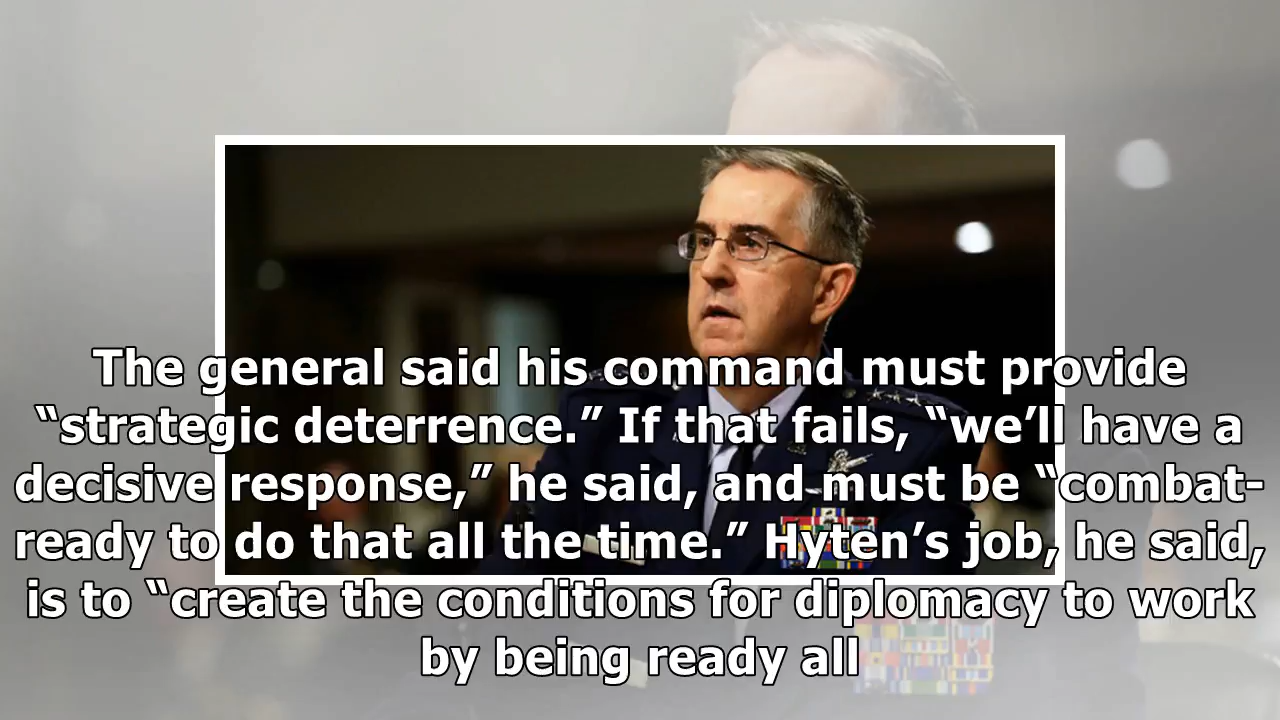 The general said his command must provide
“strategic deterrence.” If that fails, “we’ll have a
decisive response,” he said, and must be “combat-
ready to do that all the time.” Hyten’s job, he said,
is to “create the conditions for diplomacy to work
by being ready all